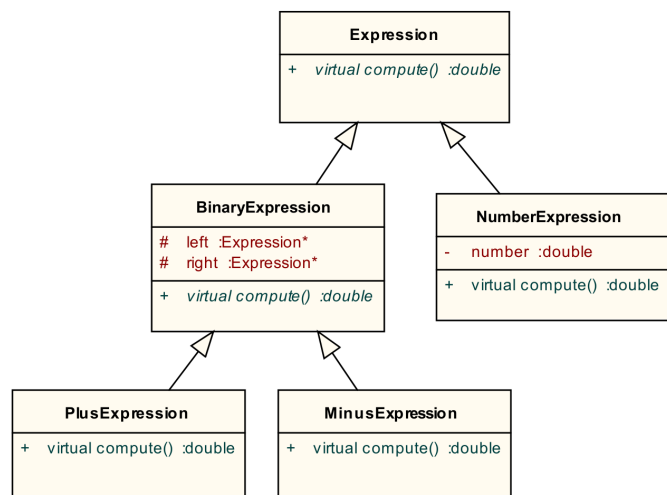 Expression
+ virtual compute() :double
BinaryExpression
# left :Expression*
# right :Expression*
+ virtual compute() :double
NumberExpression
- number :double
+ virtual compute() :double
PlusExpression
+ virtual compute() :double
MinusExpression
+ virtual compute() :double